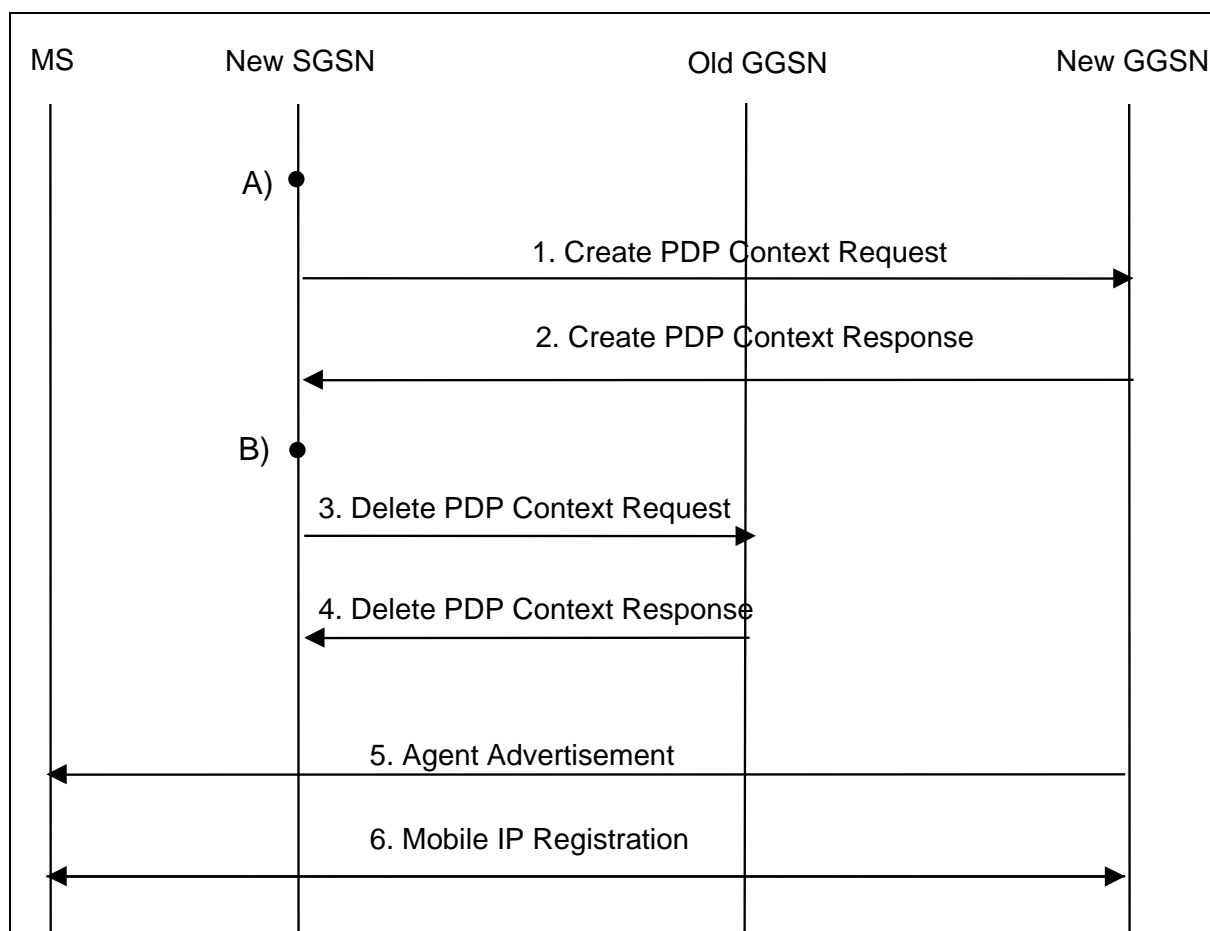 MS
New SGSN
Old GGSN
New GGSN
A)
1. Create PDP Context Request
2. Create PDP Context Response
B)
3. Delete PDP Context Request
4. Delete PDP Context Response
5. Agent Advertisement
6. Mobile IP Registration